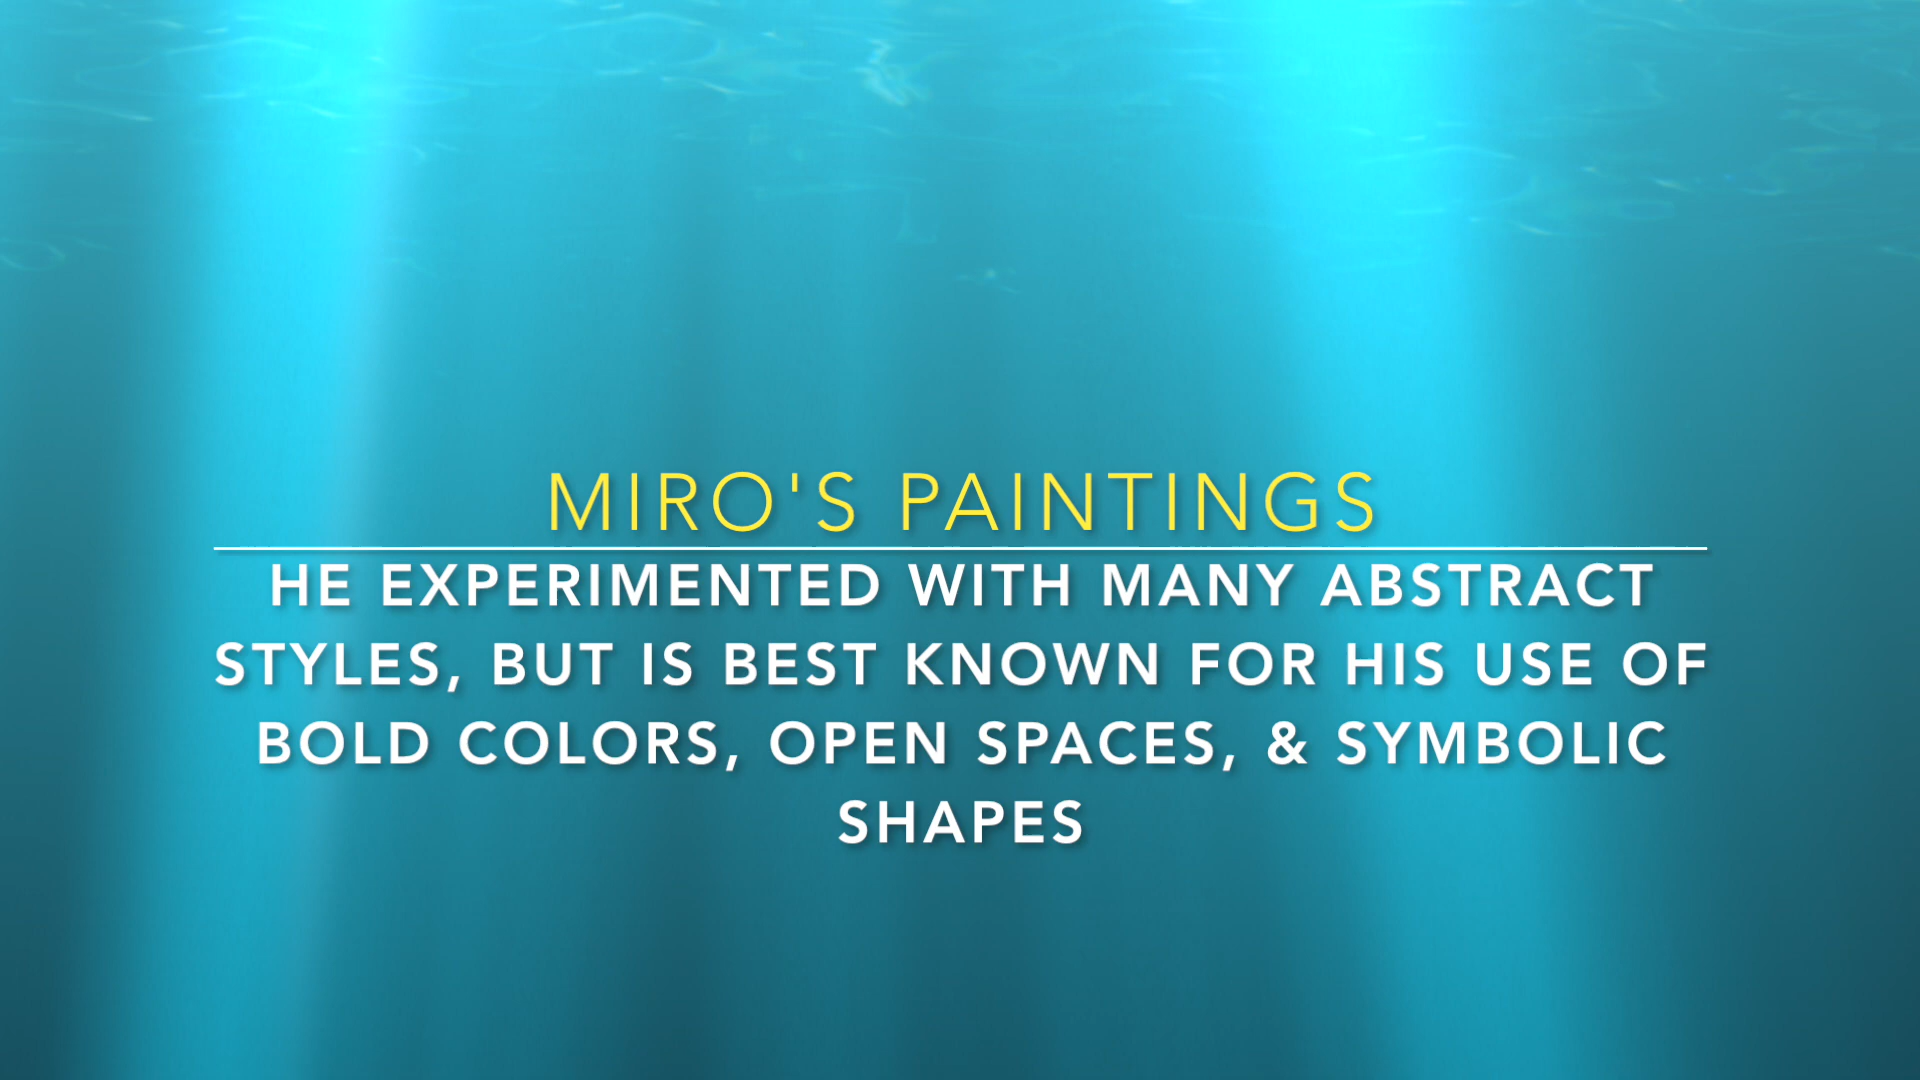 MIRO'S PAINTINGS
HE EXPERIMENTED WITH MANY ABSTRACT
STYLES, BUT IS BEST KNOWN FOR HIS USE OF
BOLD COLORS, OPEN SPACES, & SYMBOLIC
SHAPES